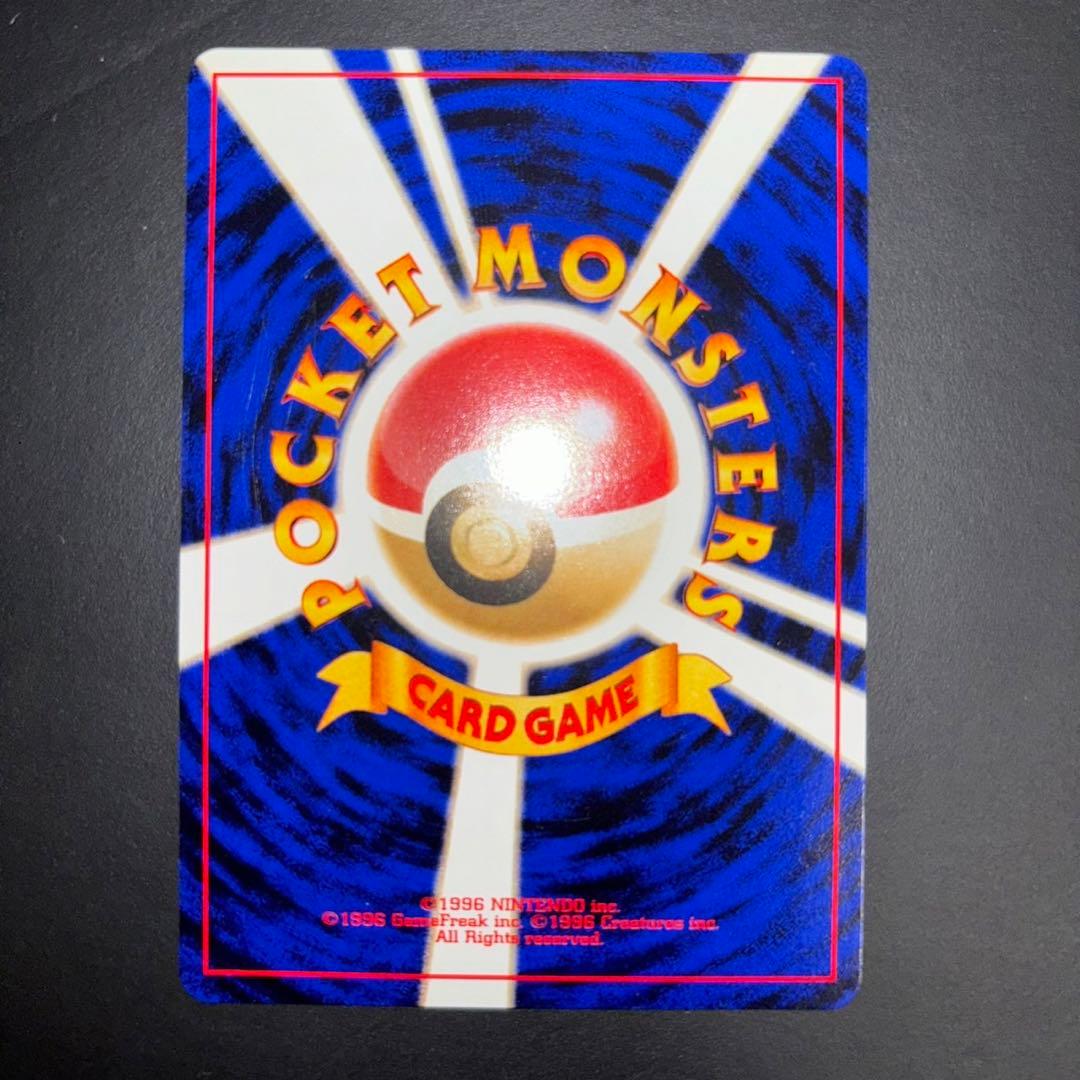 POCKET MONSTERS
CARD GAME
©1996 NINTENDO inc.
©1996 GameFreak inc. ©1996 Creatures inc.
All Rights reserved.